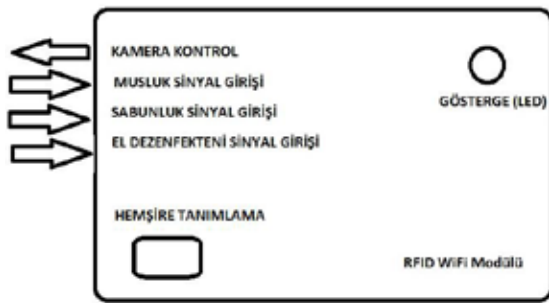 KAMERA KONTROL
MUSLUK SİNYAL GİRİŞİ
SABUNLUK SİNYAL GİRİŞİ
EL DEZENFEKTENİ SİNYAL GİRİŞİ
GÖSTERGE (LED)
HEMŞİRE TANIMLAMA
RFID WiFi Modülü